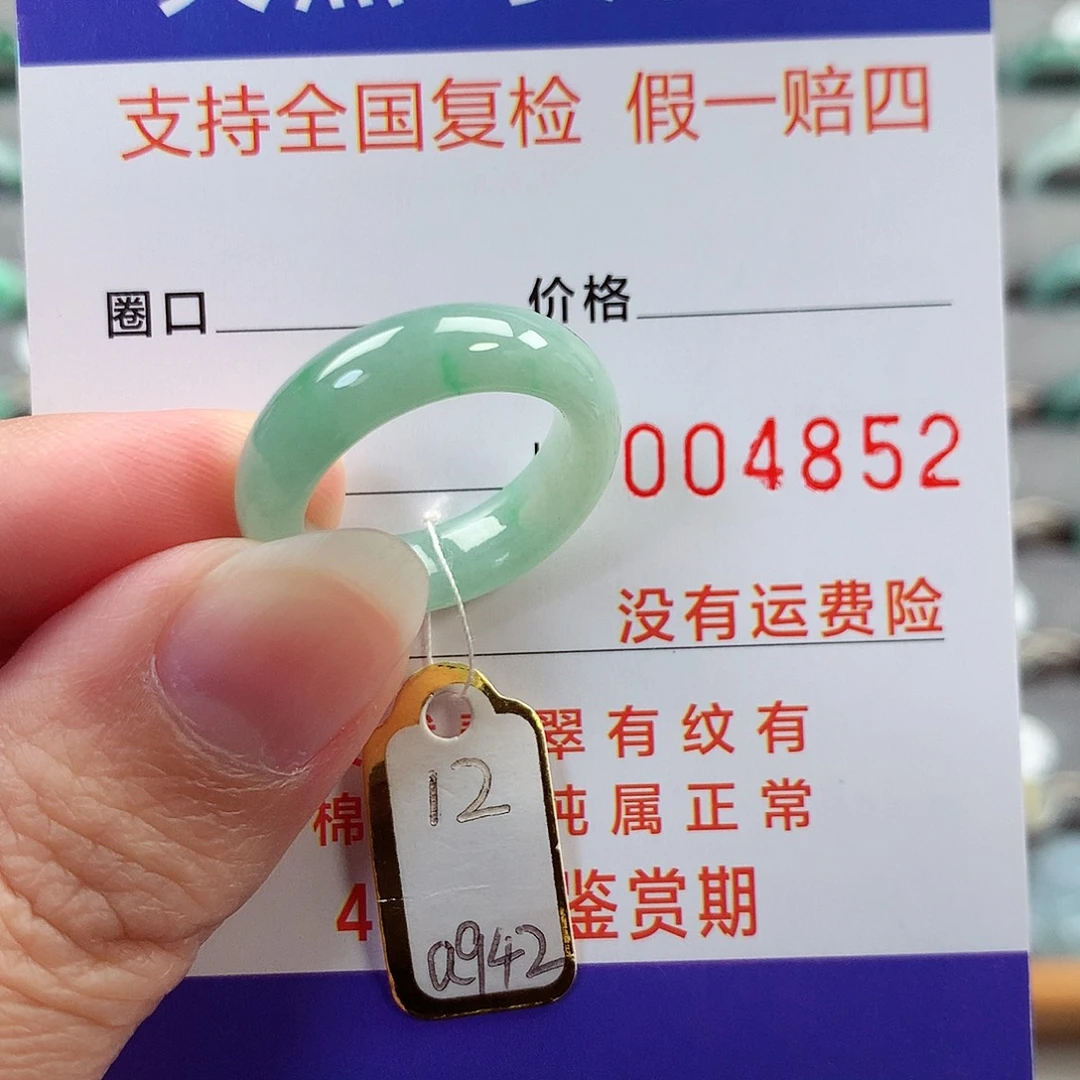 支持全国复检 假一赔四
圈口 价格
004852
没有运费险
翠有纹有
棉 纯属正常
4 鉴赏期
12
a942